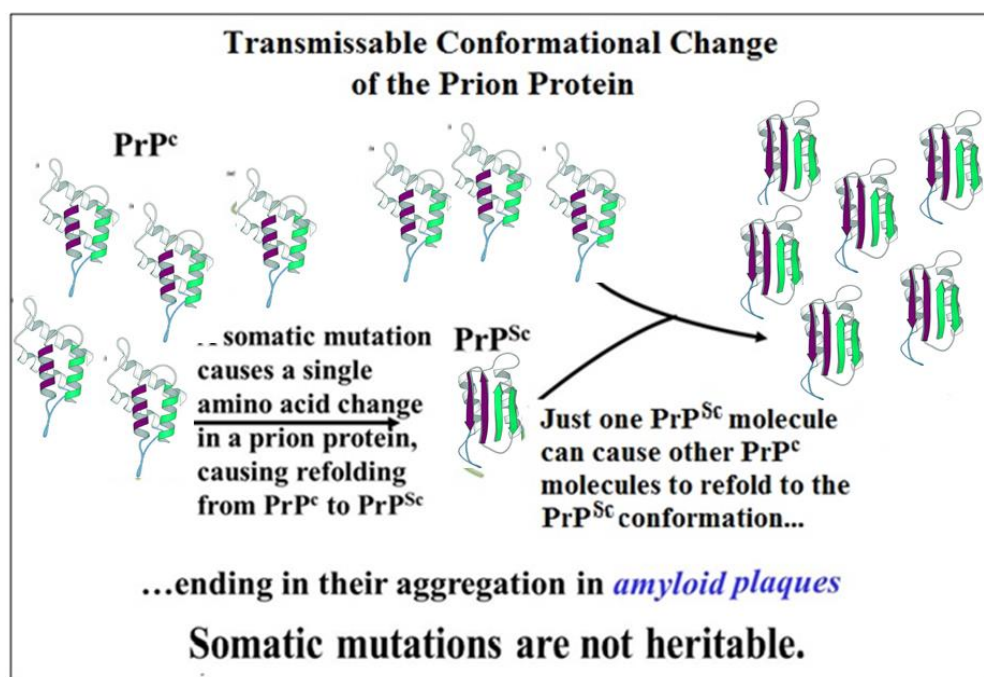 Transmissable Conformational Change
of the Prion Protein
PrPᶜ
somatic mutation
causes a single
amino acid change
in a prion protein,
causing refolding
from PrPᶜ to PrPˢᶜ
PrPˢᶜ
Just one PrPˢᶜ molecule
can cause other PrPᶜ
molecules to refold to the
PrPˢᶜ conformation...
...ending in their aggregation in amyloid plaques
Somatic mutations are not heritable.